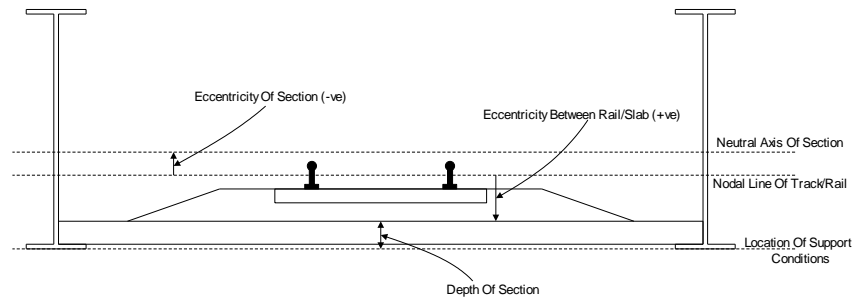 Eccentricity Of Section (-ve)
Eccentricity Between Rail/Slab (+ve)
Neutral Axis Of Section
Nodal Line Of Track/Rail
Location Of Support
Conditions
Depth Of Section